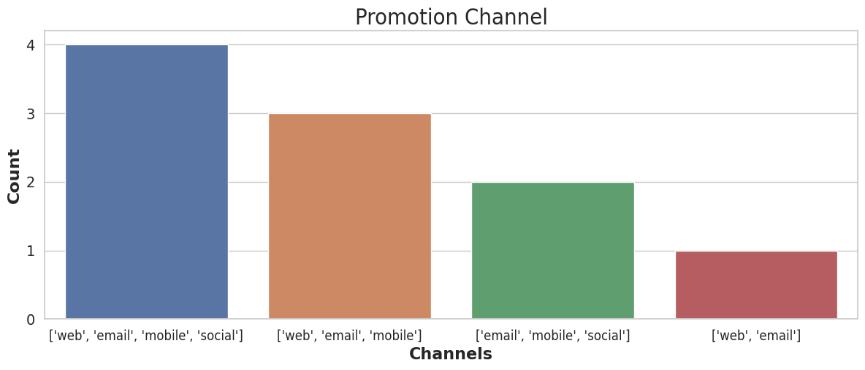 Promotion Channel
4
3
2
1
0
Count
['web', 'email', 'mobile', 'social']
['web', 'email', 'mobile']
['email', 'mobile', 'social']
['web', 'email']
Channels